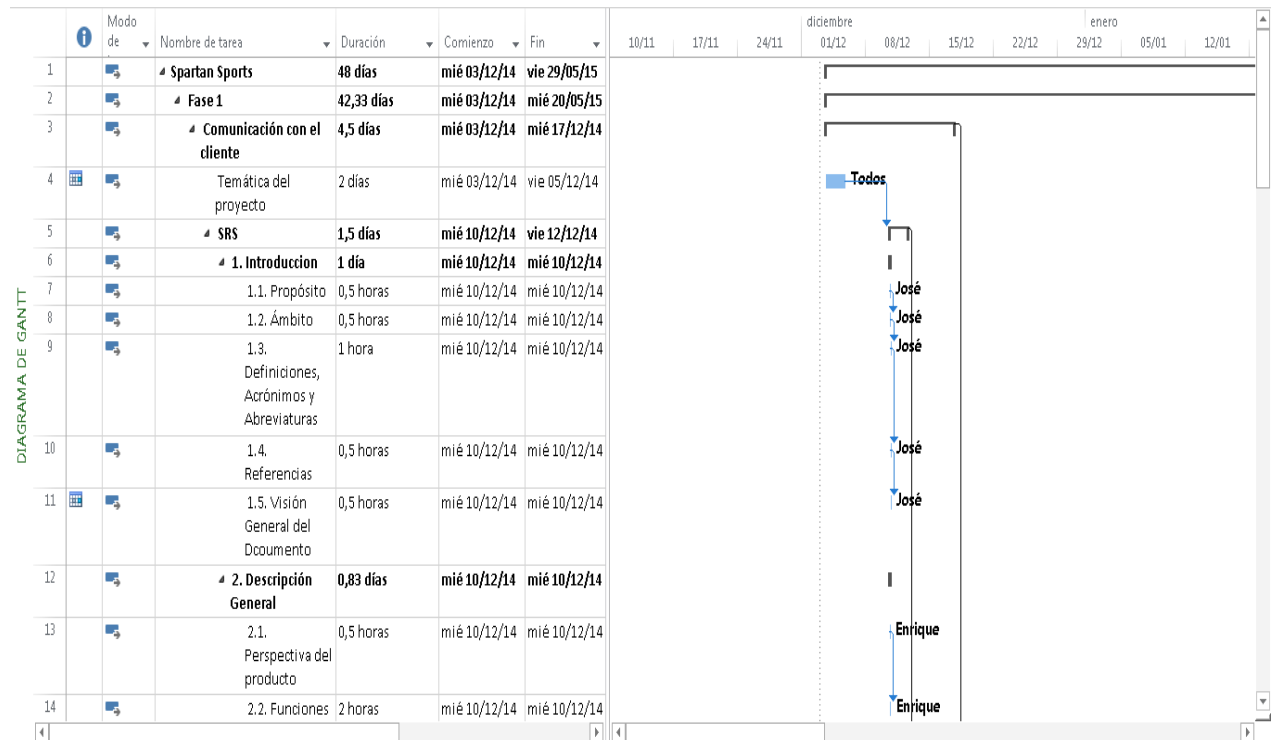 diciembre enero
Modo
de Nombre de tarea Duración Comienzo Fin 10/11 17/11 24/11 01/12 08/12 15/12 22/12 29/12 05/01 12/01
1 Spartan Sports 48 días mié 03/12/14 vie 29/05/15
2 Fase 1 42,33 días mié 03/12/14 mié 20/05/15
3 Comunicación con el 4,5 días mié 03/12/14 mié 17/12/14
cliente
4 Temática del 2 días mié 03/12/14 vie 05/12/14 Todos
proyecto
5 SRS 1,5 días mié 10/12/14 vie 12/12/14
6 1. Introduccion 1 día mié 10/12/14 mié 10/12/14
7 1.1. Propósito 0,5 horas mié 10/12/14 mié 10/12/14 José
8 1.2. Ámbito 0,5 horas mié 10/12/14 mié 10/12/14 José
9 1.3. 1 hora mié 10/12/14 mié 10/12/14 José
Definiciones,
Acrónimos y
Abreviaturas
10 1.4. 0,5 horas mié 10/12/14 mié 10/12/14 José
Referencias
11 1.5. Visión 0,5 horas mié 10/12/14 mié 10/12/14 José
General del
Dcoumento
12 2. Descripción 0,83 días mié 10/12/14 mié 10/12/14
General
13 2.1. 0,5 horas mié 10/12/14 mié 10/12/14 Enrique
Perspectiva del
producto
14 2.2. Funciones 2 horas mié 10/12/14 mié 10/12/14 Enrique
DIAGRAMA DE GANTT